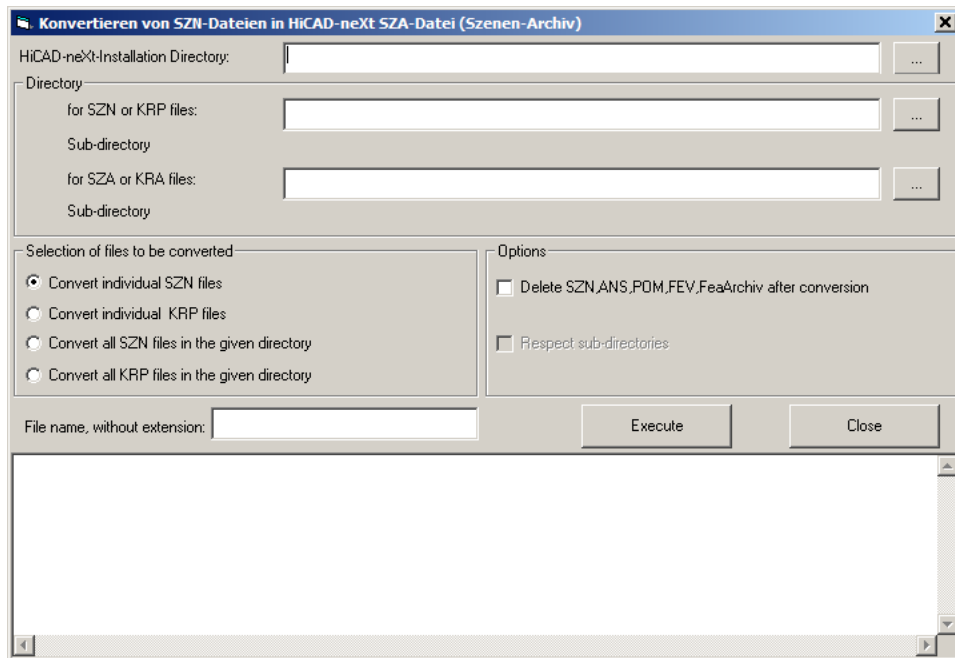 Konvertieren von SZN-Dateien in HiCAD-neXt SZA-Datei (Szenen-Archiv)
HiCAD-neXt-Installation Directory:
...
Directory
for SZN or KRP files:
...
Sub-directory
for SZA or KRA files:
...
Sub-directory
Selection of files to be converted
Convert individual SZN files
Convert individual  KRP files
Convert all SZN files in the given directory
Convert all KRP files in the given directory
Options
Delete SZN,ANS,POM,FEV,FeaArchiv after conversion
Respect sub-directories
File name, without extension:
Execute
Close